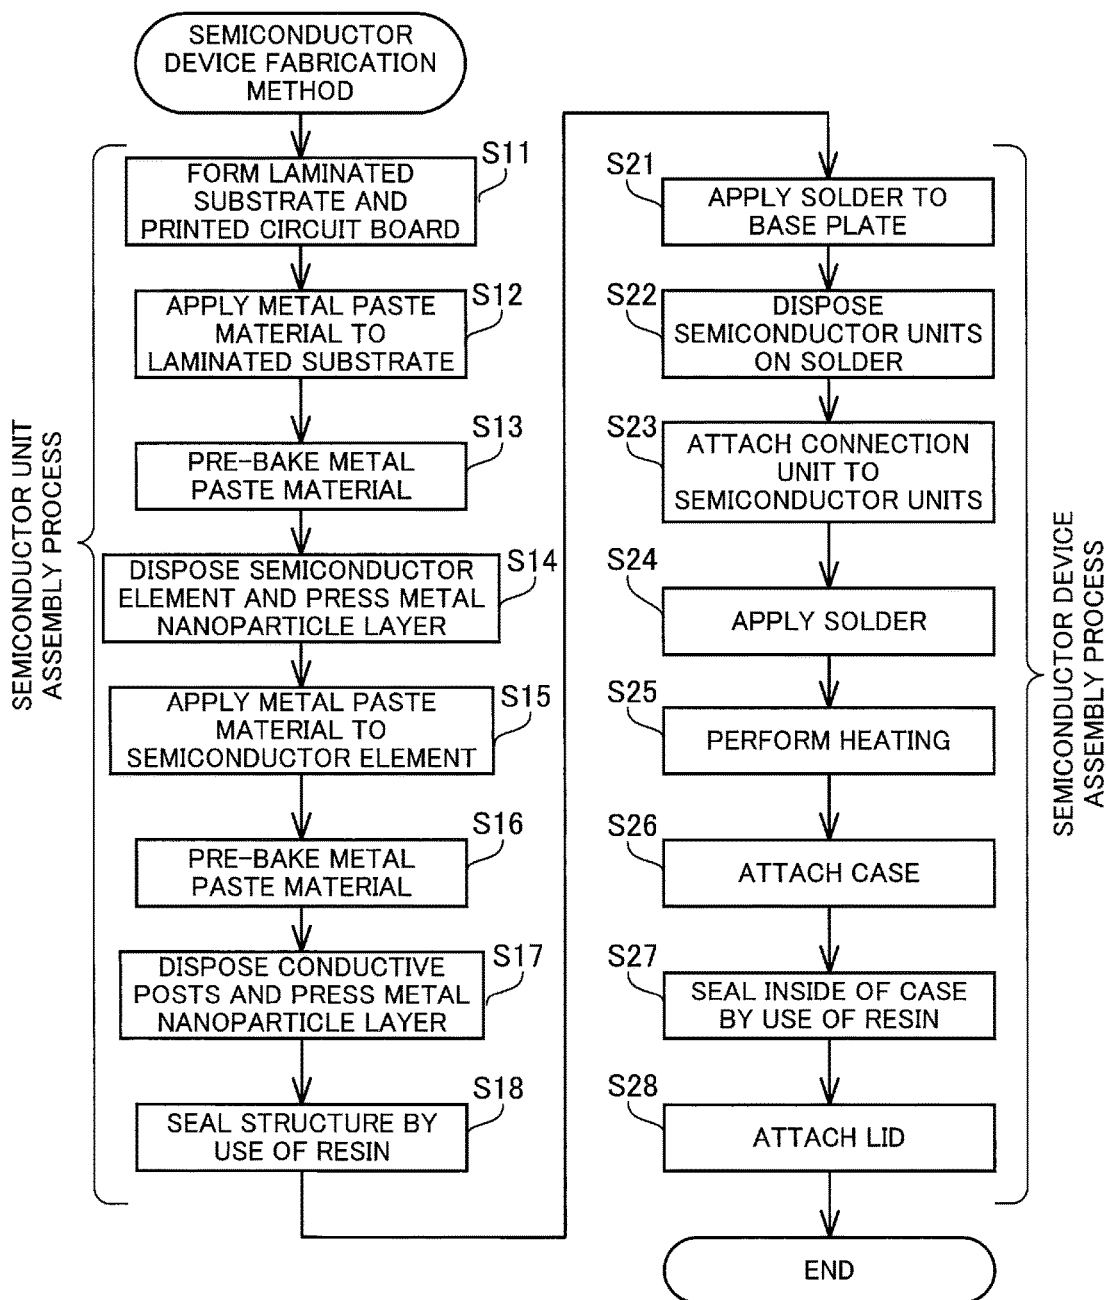 SEMICONDUCTOR
DEVICE FABRICATION
METHOD
SEMICONDUCTOR UNIT
ASSEMBLY PROCESS
S11
FORM LAMINATED
SUBSTRATE AND
PRINTED CIRCUIT BOARD
S12
APPLY METAL PASTE
MATERIAL TO
LAMINATED SUBSTRATE
S13
PRE-BAKE METAL
PASTE MATERIAL
S14
DISPOSE SEMICONDUCTOR
ELEMENT AND PRESS METAL
NANOPARTICLE LAYER
S15
APPLY METAL PASTE
MATERIAL TO
SEMICONDUCTOR ELEMENT
S16
PRE-BAKE METAL
PASTE MATERIAL
S17
DISPOSE CONDUCTIVE
POSTS AND PRESS METAL
NANOPARTICLE LAYER
S18
SEAL STRUCTURE BY
USE OF RESIN
S21
APPLY SOLDER TO
BASE PLATE
S22
DISPOSE
SEMICONDUCTOR UNITS
ON SOLDER
S23
ATTACH CONNECTION
UNIT TO
SEMICONDUCTOR UNITS
S24
APPLY SOLDER
S25
PERFORM HEATING
S26
ATTACH CASE
S27
SEAL INSIDE OF CASE
BY USE OF RESIN
S28
ATTACH LID
SEMICONDUCTOR DEVICE
ASSEMBLY PROCESS
END